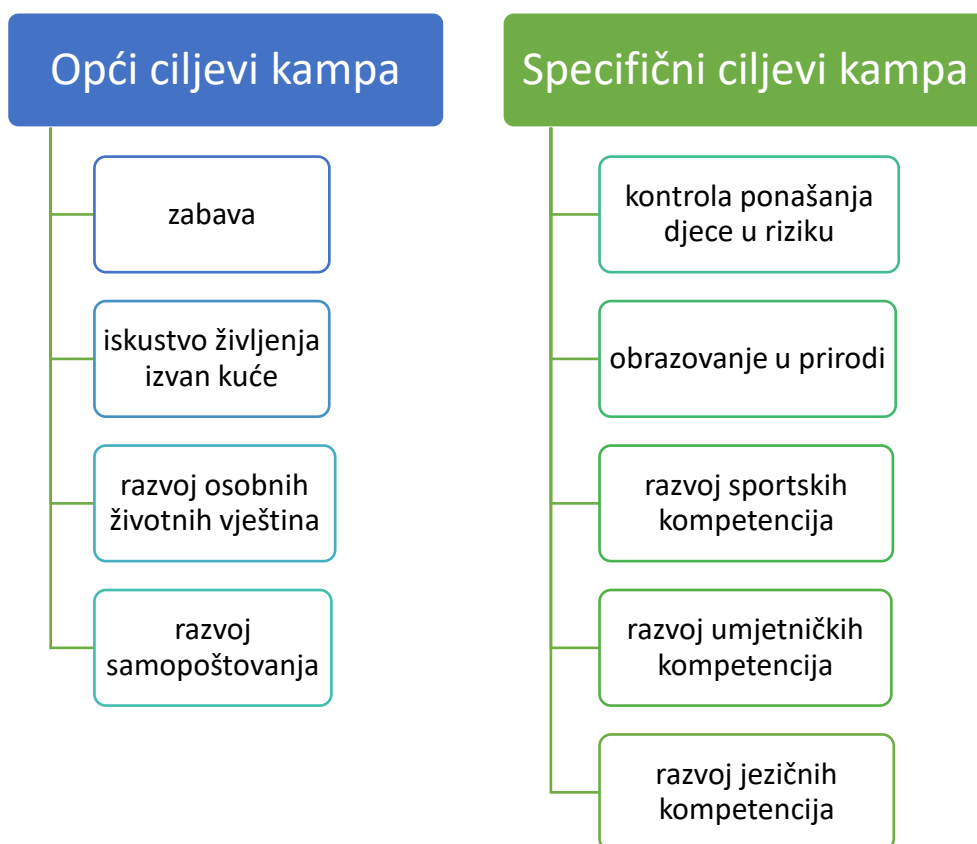 Opći ciljevi kampa
zabava
iskustvo življenja
izvan kuće
razvoj osobnih
životnih vještina
razvoj
samopoštovanja
Specifični ciljevi kampa
kontrola ponašanja
djece u riziku
obrazovanje u prirodi
razvoj sportskih
kompetencija
razvoj umjetničkih
kompetencija
razvoj jezičnih
kompetencija